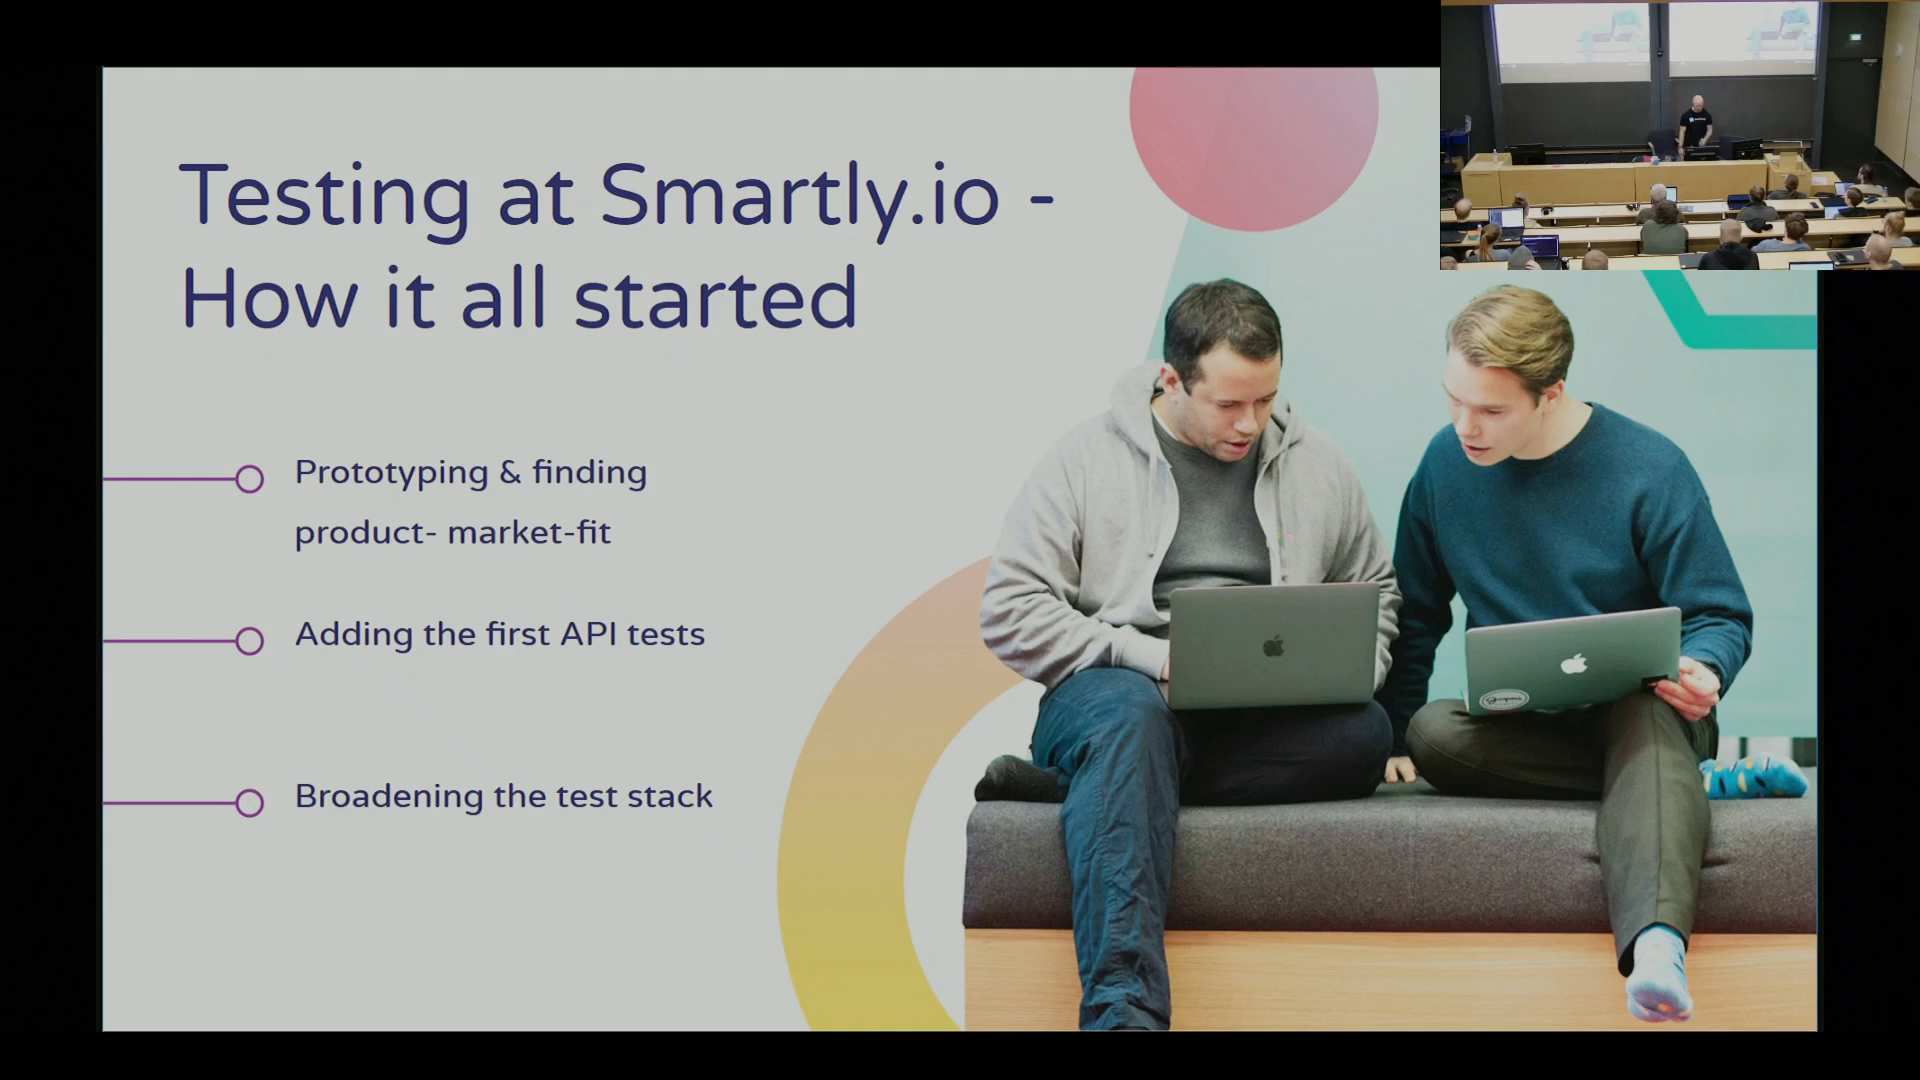 Testing at Smartly.io -
How it all started
Prototyping & finding
product- market-fit
Adding the first API tests
Broadening the test stack